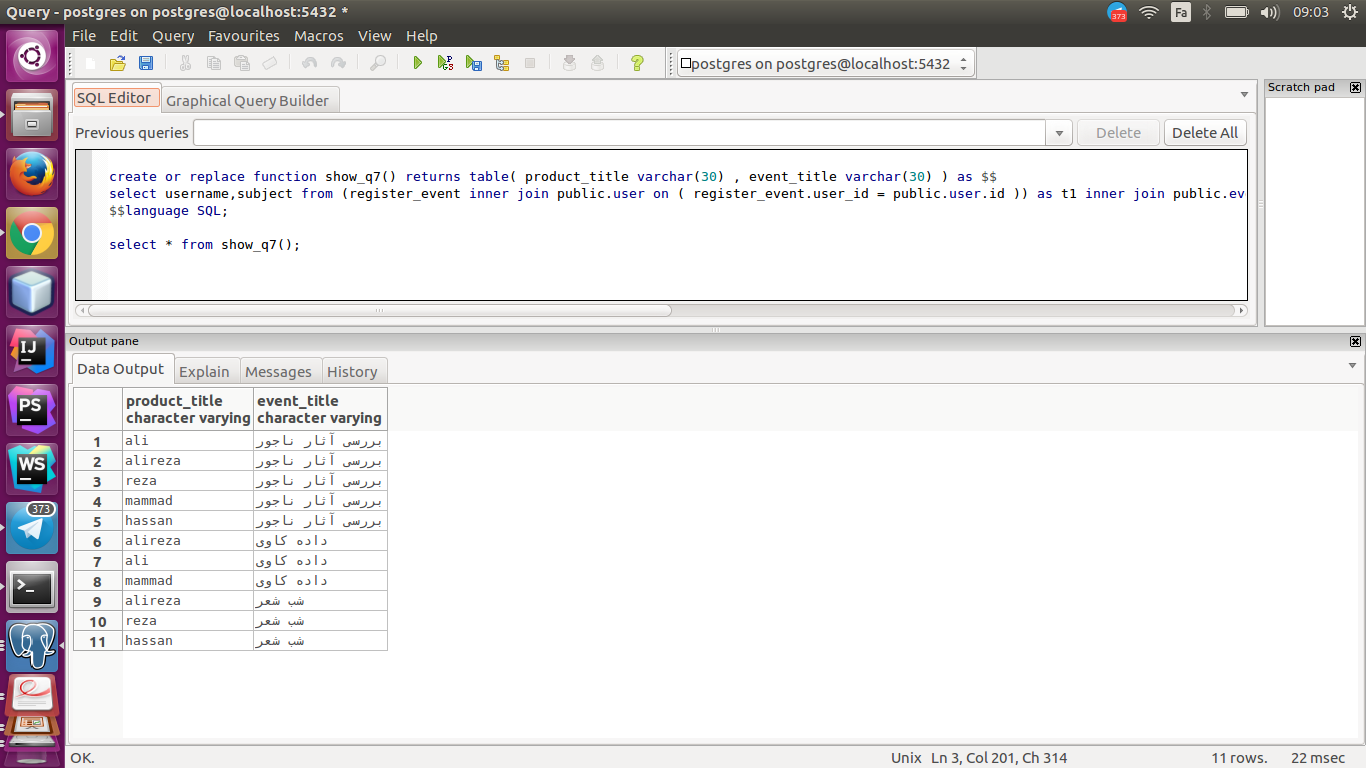 Query - postgres on postgres@localhost:5432 *
373
Fa
09:03
File Edit Query Favourites Macros View Help
postgres on postgres@localhost:5432
SQL Editor
Graphical Query Builder
Scratch pad
Previous queries
Delete
Delete All
create or replace function show_q7() returns table( product_title varchar(30) , event_title varchar(30) ) as $$
select username,subject from (register_event inner join public.user on ( register_event.user_id = public.user.id )) as t1 inner join public.ev
$$language SQL;
select * from show_q7();
Output pane
Data Output
Explain
Messages
History
product_title event_title
character varying character varying
1 ali بررسی آثار ناجور
2 alireza بررسی آثار ناجور
3 reza بررسی آثار ناجور
4 mammad بررسی آثار ناجور
5 hassan بررسی آثار ناجور
6 alireza داده کاوی
7 ali داده کاوی
8 mammad داده کاوی
9 alireza شب شعر
10 reza شب شعر
11 hassan شب شعر
IJ
PS
WS
373
OK.
Unix Ln 3, Col 201, Ch 314
11 rows.
22 msec